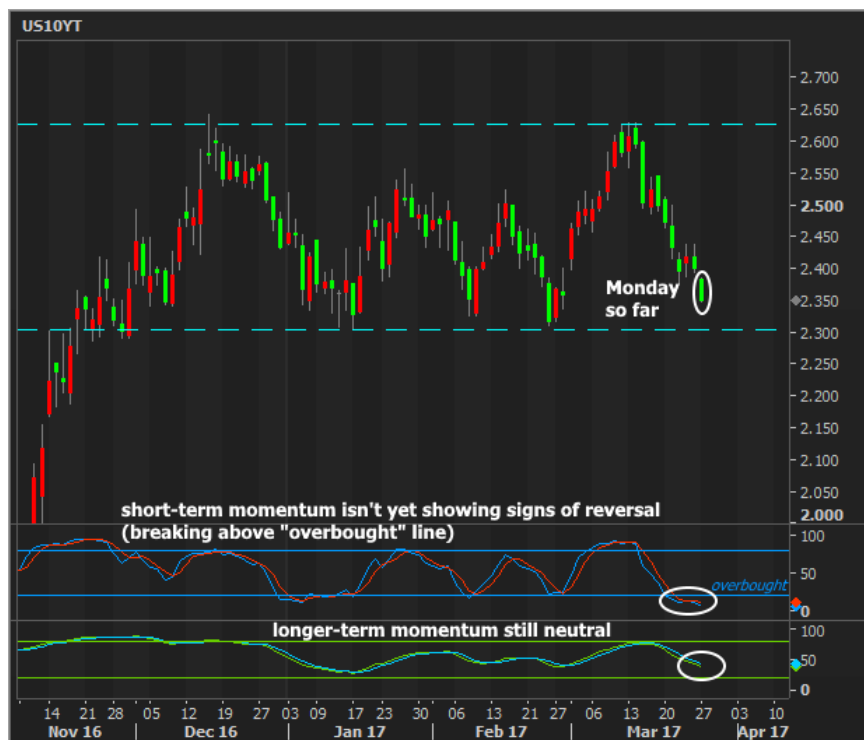 US10YT
2.700
2.650
2.600
2.550
2.500
2.450
2.400
Monday
so far
2.350
2.300
2.250
2.200
2.150
2.100
2.050
2.000
short-term momentum isn't yet showing signs of reversal
(breaking above "overbought" line)
100
50
overbought
0
longer-term momentum still neutral
100
50
0
14 21 28 05 12 19 27 03 09 17 23 30 06 13 21 27 06 13 20 27 03 10
Nov 16 Dec 16 Jan 17 Feb 17 Mar 17 Apr 17